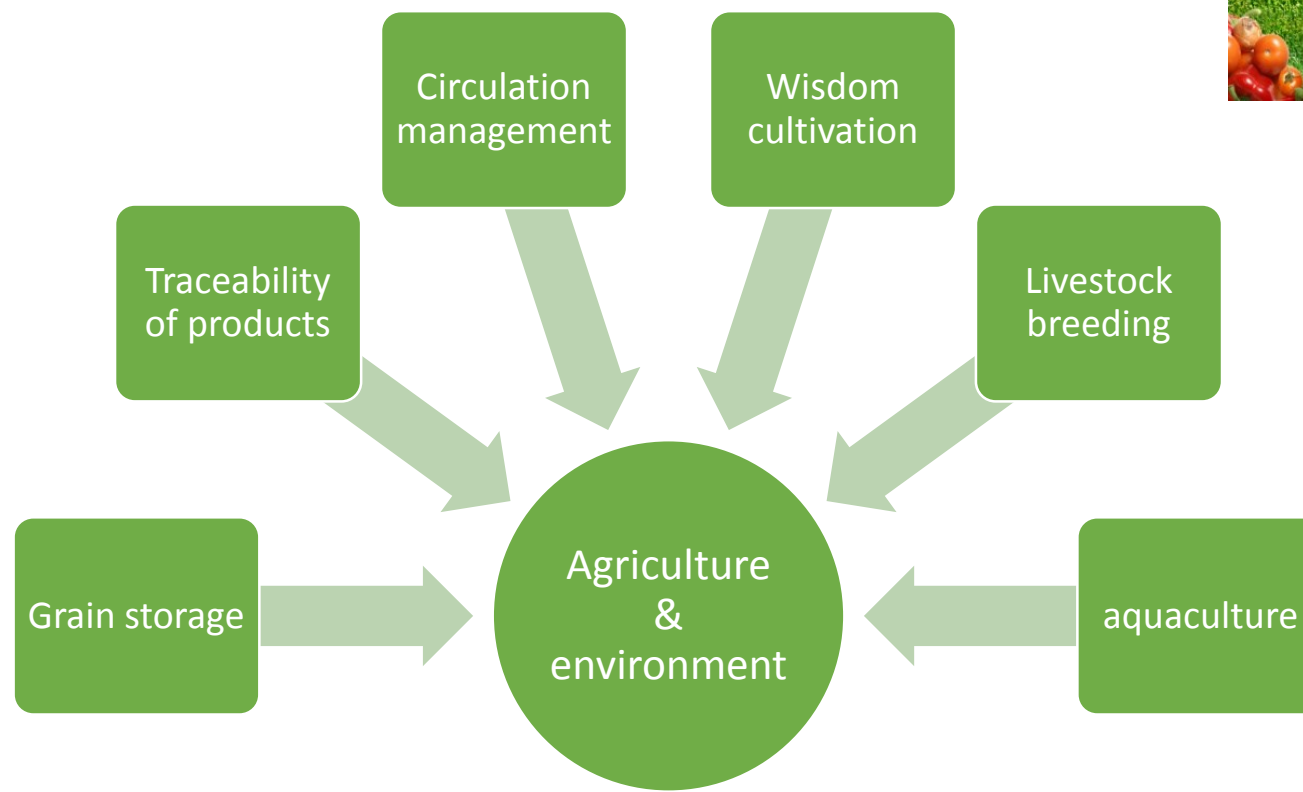 Circulation
management
Wisdom
cultivation
Traceability
of products
Livestock
breeding
Grain storage
Agriculture
&
environment
aquaculture